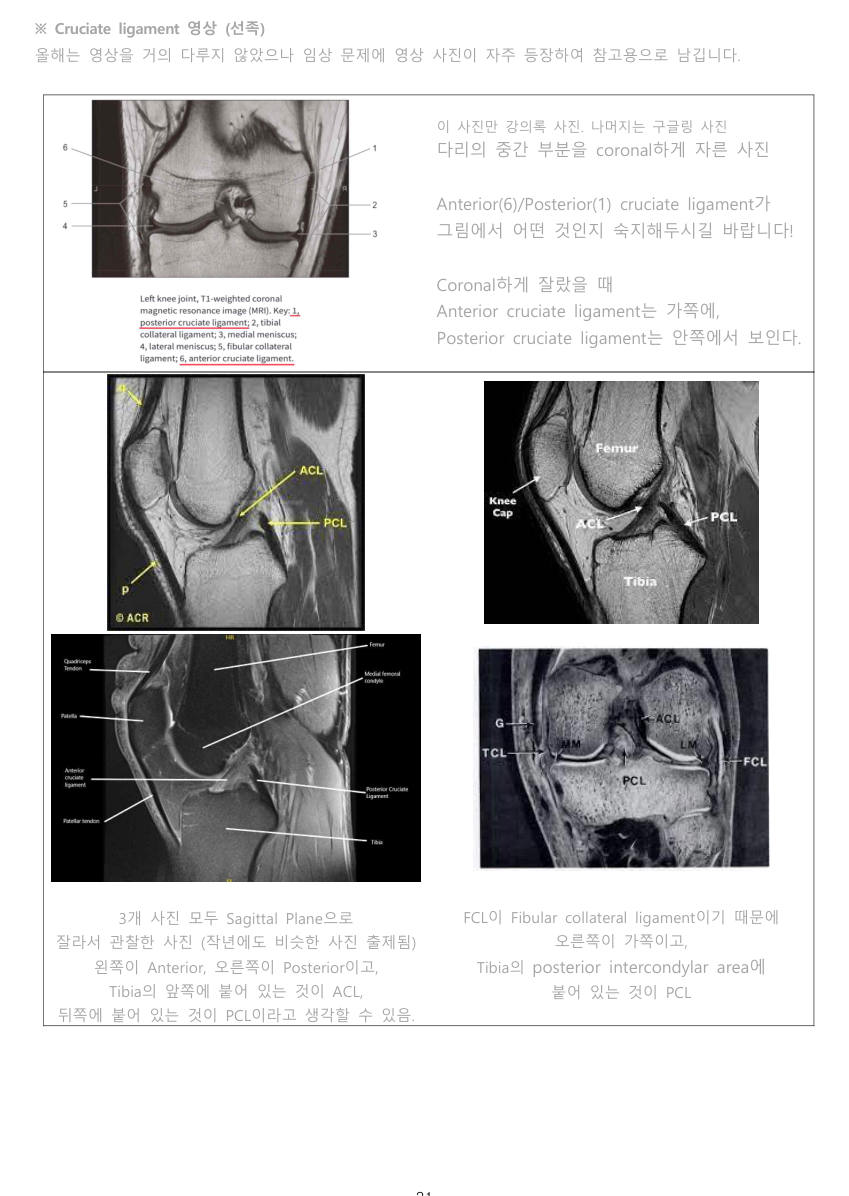 ※ Cruciate ligament 영상 (선족)
올해는 영상을 거의 다루지 않았으나 임상 문제에 영상 사진이 자주 등장하여 참고용으로 남깁니다.
6
1
5
2
4
3
L
R
Left knee joint, T1-weighted coronal
magnetic resonance image (MRI). Key: 1,
posterior cruciate ligament; 2, tibial
collateral ligament; 3, medial meniscus;
4, lateral meniscus; 5, fibular collateral
ligament; 6, anterior cruciate ligament.
이 사진만 강의록 사진. 나머지는 구글링 사진
다리의 중간 부분을 coronal하게 자른 사진
Anterior(6)/Posterior(1) cruciate ligament가
그림에서 어떤 것인지 숙지해두시길 바랍니다!
Coronal하게 잘랐을 때
Anterior cruciate ligament는 가쪽에,
Posterior cruciate ligament는 안쪽에서 보인다.
q
ACL
PCL
p
© ACR
Femur
Knee
Cap
ACL
PCL
Tibia
HR
Quadriceps
Tendon
Femur
Medial femoral
condyle
Patella
Anterior
cruciate
ligament
Posterior Cruciate
Ligament
Patellar tendon
Tibia
G
ACL
TCL
MM
LM
FCL
PCL
3개 사진 모두 Sagittal Plane으로
잘라서 관찰한 사진 (작년에도 비슷한 사진 출제됨)
왼쪽이 Anterior, 오른쪽이 Posterior이고,
Tibia의 앞쪽에 붙어 있는 것이 ACL,
뒤쪽에 붙어 있는 것이 PCL이라고 생각할 수 있음.
FCL이 Fibular collateral ligament이기 때문에
오른쪽이 가쪽이고,
Tibia의 posterior intercondylar area에
붙어 있는 것이 PCL